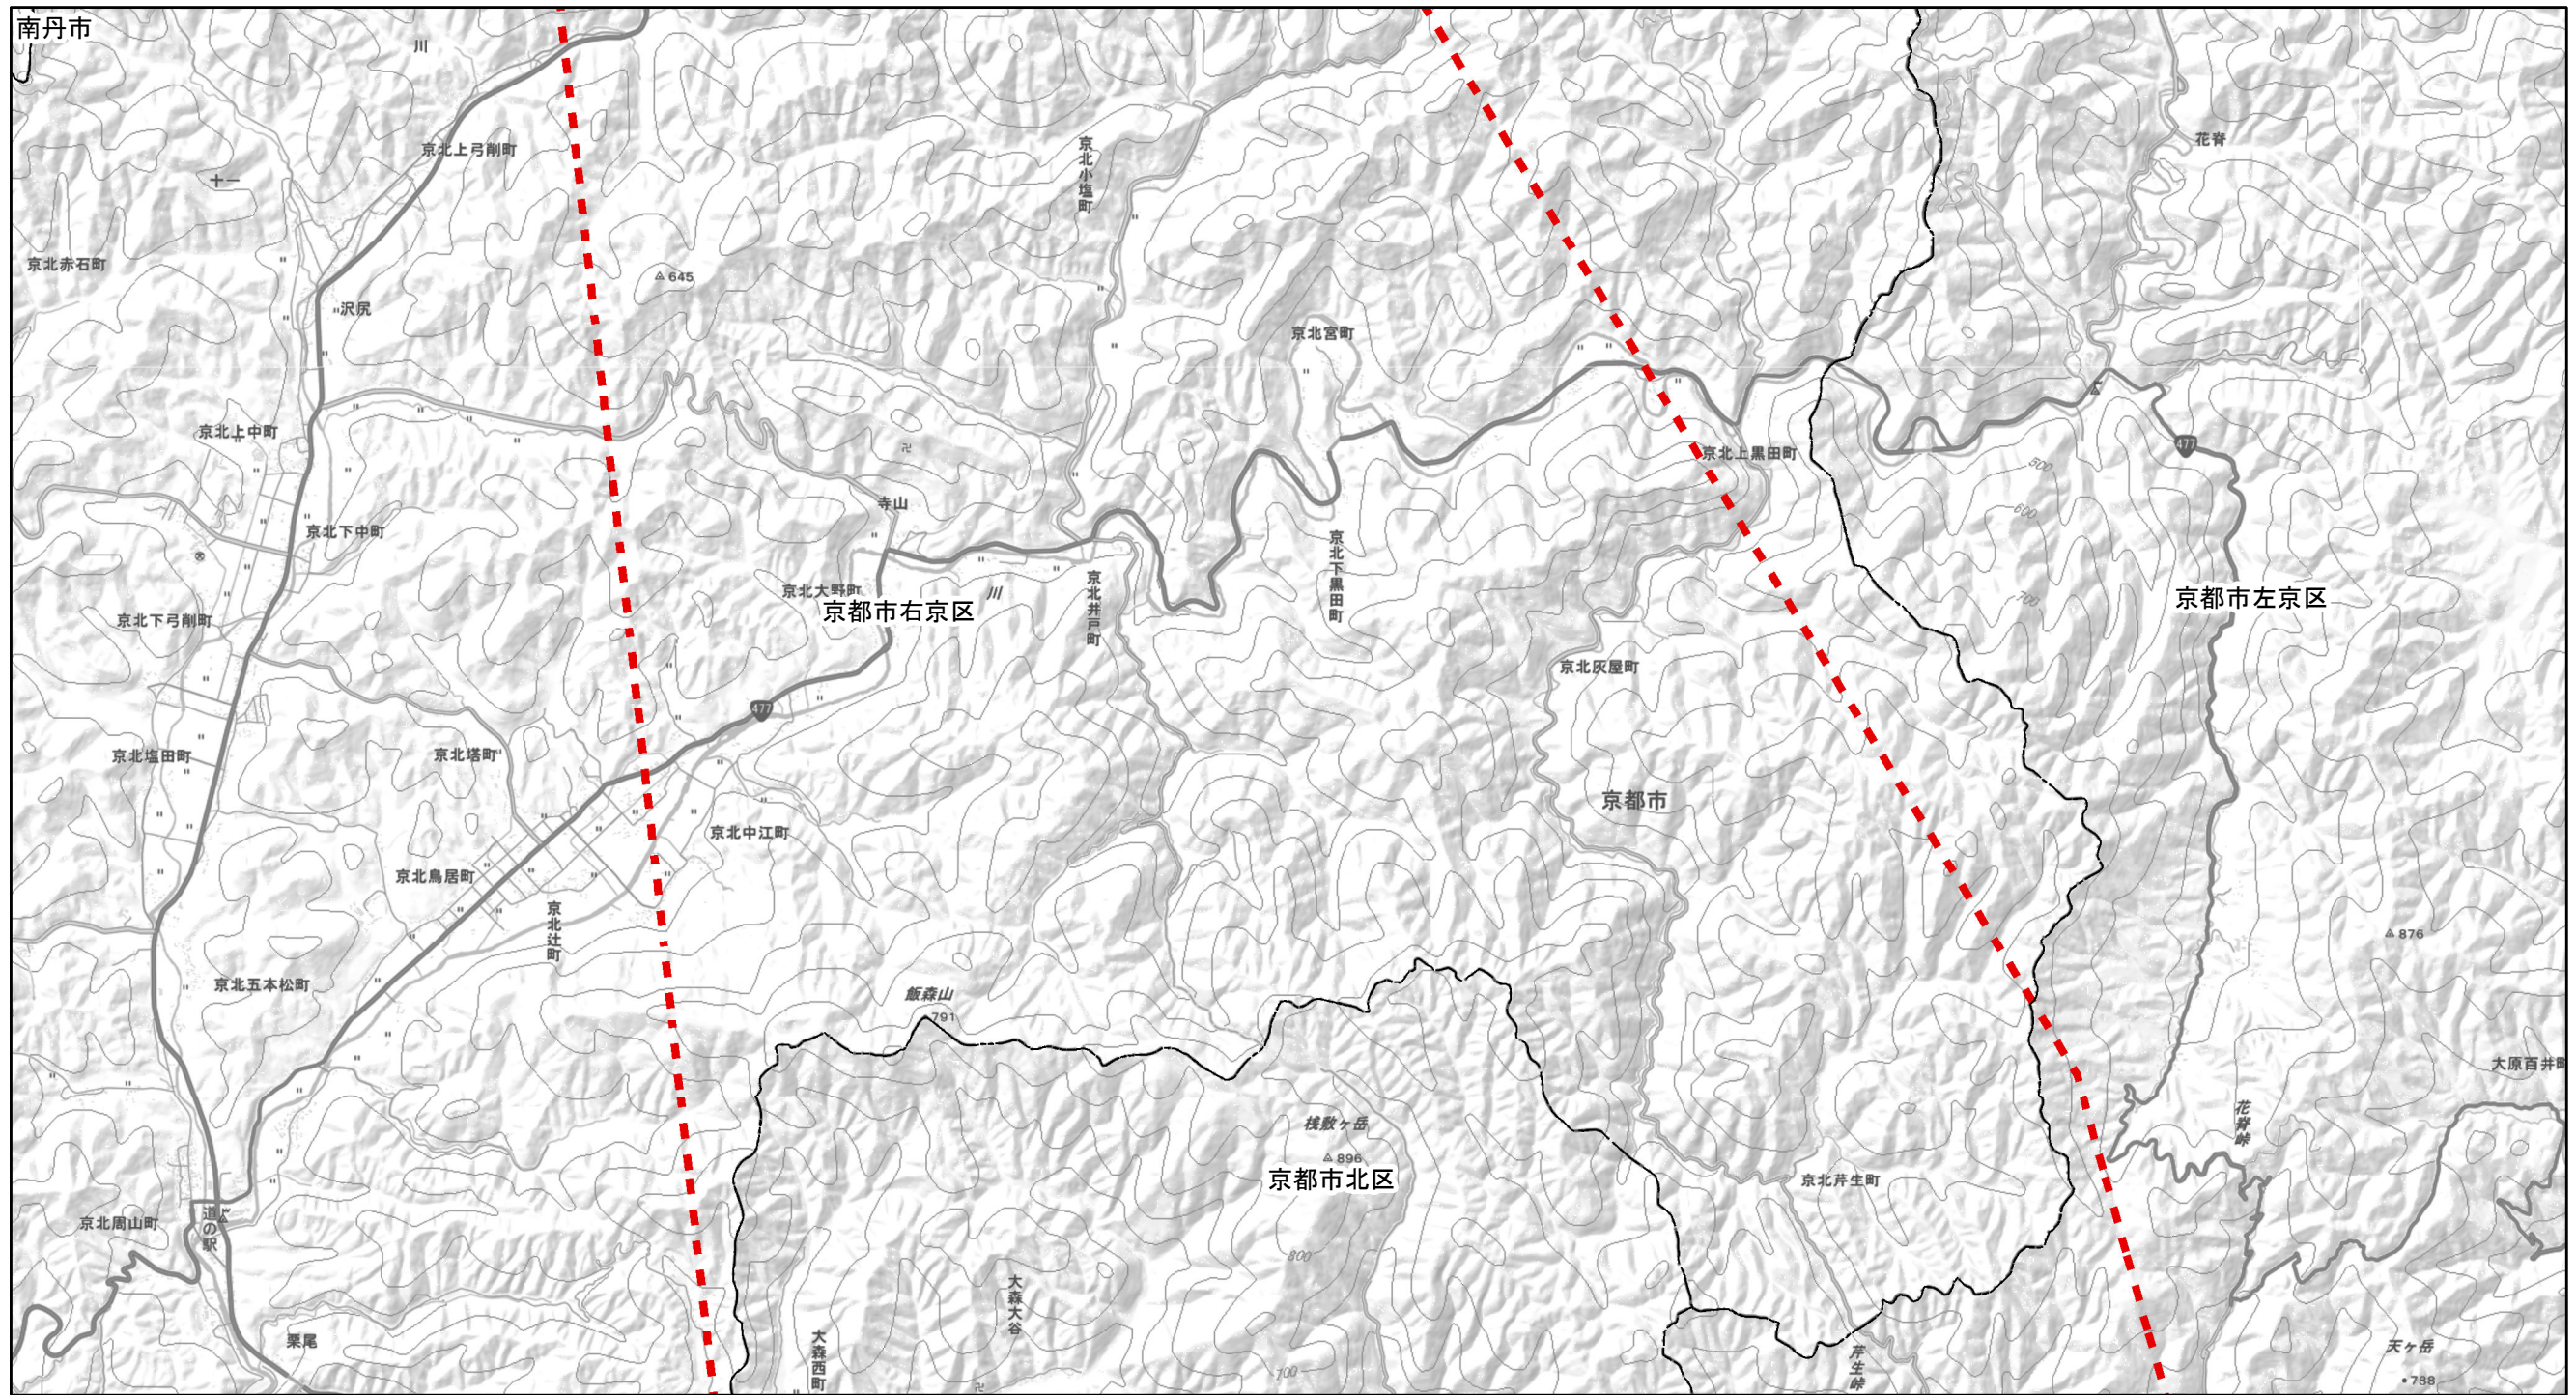 南丹市
川
京北上弓削町
十一
京北小塩町
花脊
京北赤石町
645
沢尻
京北宮町
京北上中町
477
京北上黒田町
500
寺山
600
京北下中町
京北下黒田町
京北大野町
川
京北井戸町
700
京都市左京区
京都市右京区
京北下弓削町
京北灰屋町
477
京北塩田町
京北塔町
京都市
京北中江町
京北鳥居町
京北辻町
876
京北五本松町
飯森山
791
大原百井町
桟敷ヶ岳
花脊峠
896
京都市北区
京北芹生町
京北周山町
道の駅
800
大森大谷
栗尾
大森西町
芹生峠
天ヶ岳
700
788